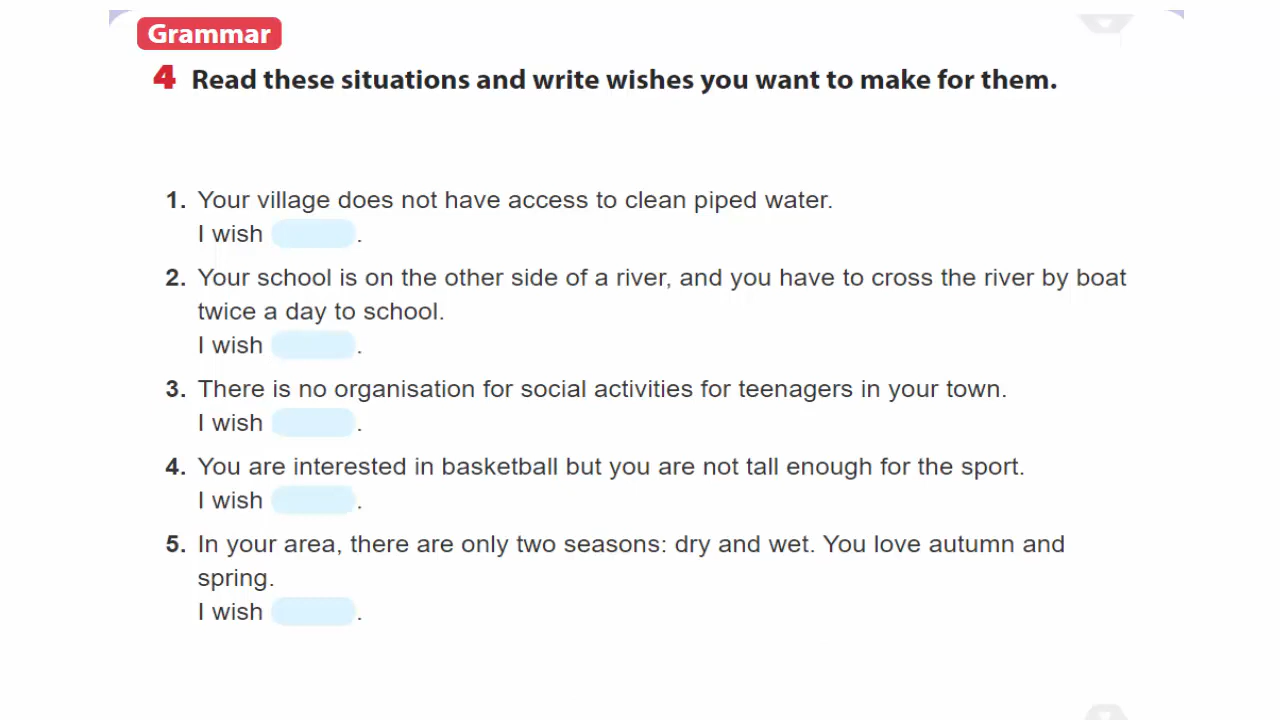 Grammar
4 Read these situations and write wishes you want to make for them.
1. Your village does not have access to clean piped water.
I wish .
2. Your school is on the other side of a river, and you have to cross the river by boat
twice a day to school.
I wish .
3. There is no organisation for social activities for teenagers in your town.
I wish .
4. You are interested in basketball but you are not tall enough for the sport.
I wish .
5. In your area, there are only two seasons: dry and wet. You love autumn and
spring.
I wish .